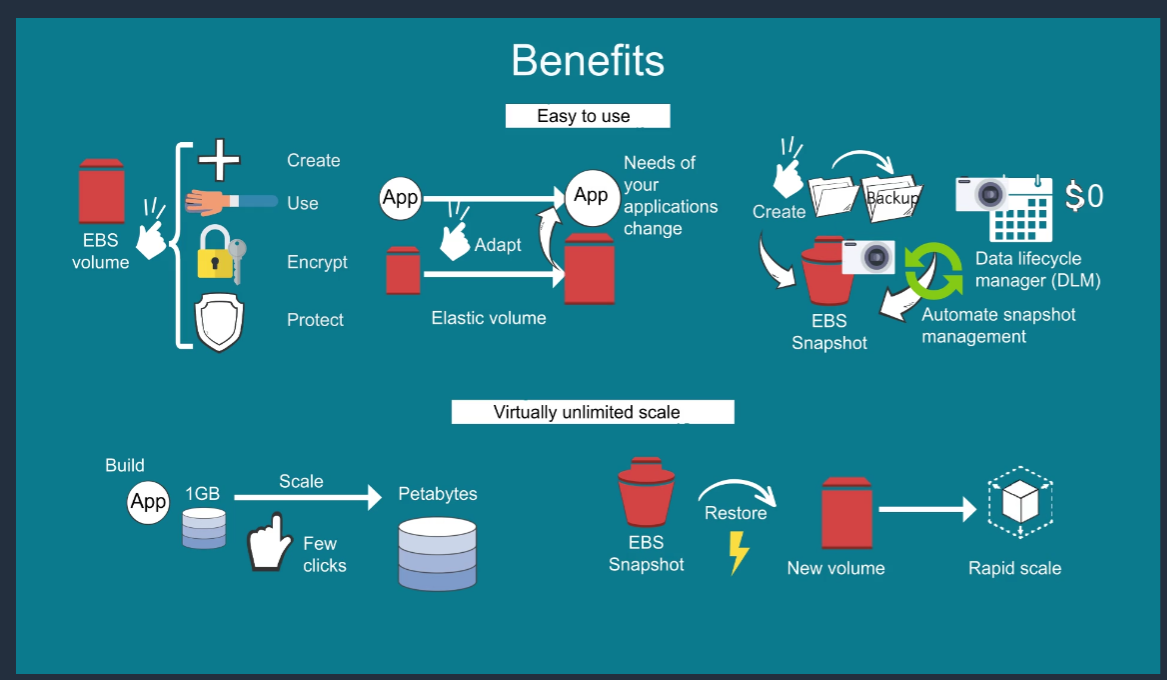 Benefits
Easy to use
EBS
volume
Create
Use
Encrypt
Protect
App
App
Needs of
your
applications
change
Adapt
Elastic volume
Create
Backup
$0
Data lifecycle
manager (DLM)
EBS
Snapshot
Automate snapshot
management
Virtually unlimited scale
Build
App
1GB
Scale
Few
clicks
Petabytes
EBS
Snapshot
Restore
New volume
Rapid scale